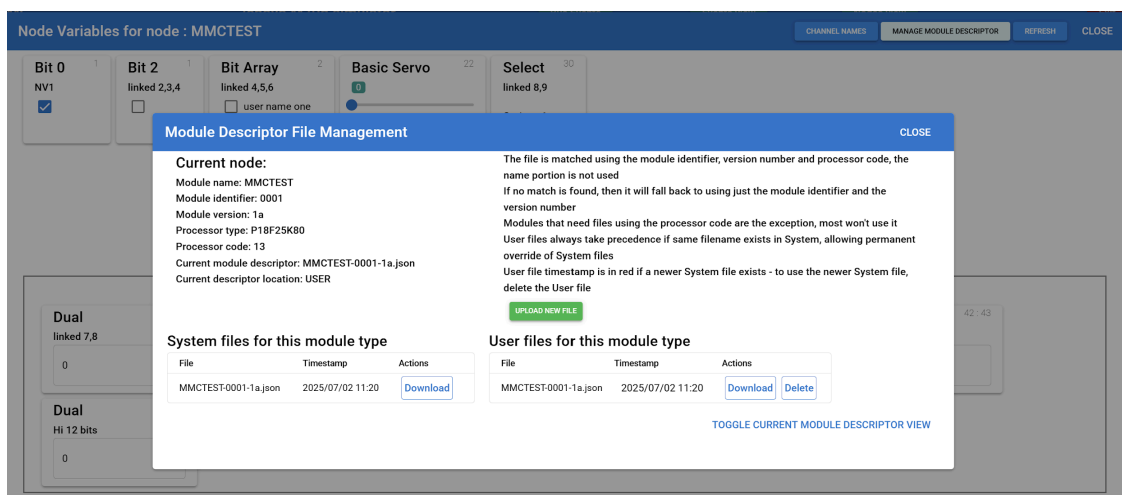 Node Variables for node : MMCTEST
CHANNEL NAMES
MANAGE MODULE DESCRIPTOR
REFRESH
CLOSE
Bit 0 1
NV1
Bit 2 1
linked 2,3,4
Bit Array 2
linked 4,5,6
user name one
Basic Servo 22
0
Select 30
linked 8,9
Module Descriptor File Management
CLOSE
Current node:
Module name: MMCTEST
Module identifier: 0001
Module version: 1a
Processor type: P18F25K80
Processor code: 13
Current module descriptor: MMCTEST-0001-1a.json
Current descriptor location: USER
The file is matched using the module identifier, version number and processor code, the
name portion is not used
If no match is found, then it will fall back to using just the module identifier and the
version number
Modules that need files using the processor code are the exception, most won't use it
User files always take precedence if same filename exists in System, allowing permanent
override of System files
User file timestamp is in red if a newer System file exists - to use the newer System file,
delete the User file
UPLOAD NEW FILE
System files for this module type
File Timestamp Actions
MMCTEST-0001-1a.json 2025/07/02 11:20 Download
User files for this module type
File Timestamp Actions
MMCTEST-0001-1a.json 2025/07/02 11:20 Download Delete
TOGGLE CURRENT MODULE DESCRIPTOR VIEW
Dual
linked 7,8
0
42 : 43
Dual
Hi 12 bits
0